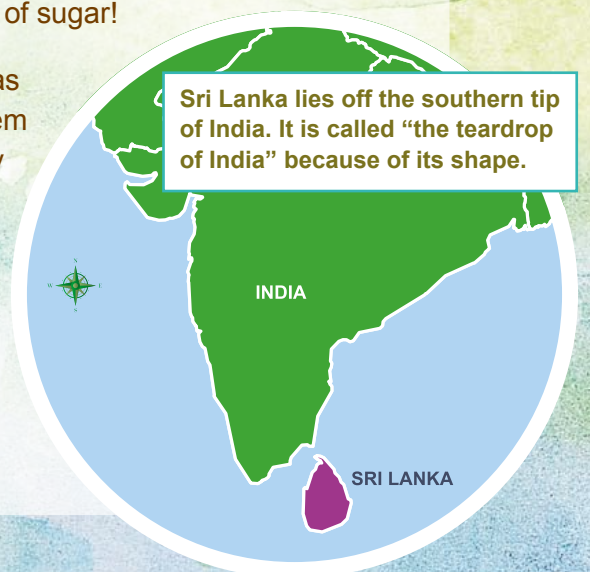 of sugar!
as
em
y
Sri Lanka lies off the southern tip
of India. It is called “the teardrop
of India” because of its shape.
N
W
E
S
INDIA
SRI LANKA